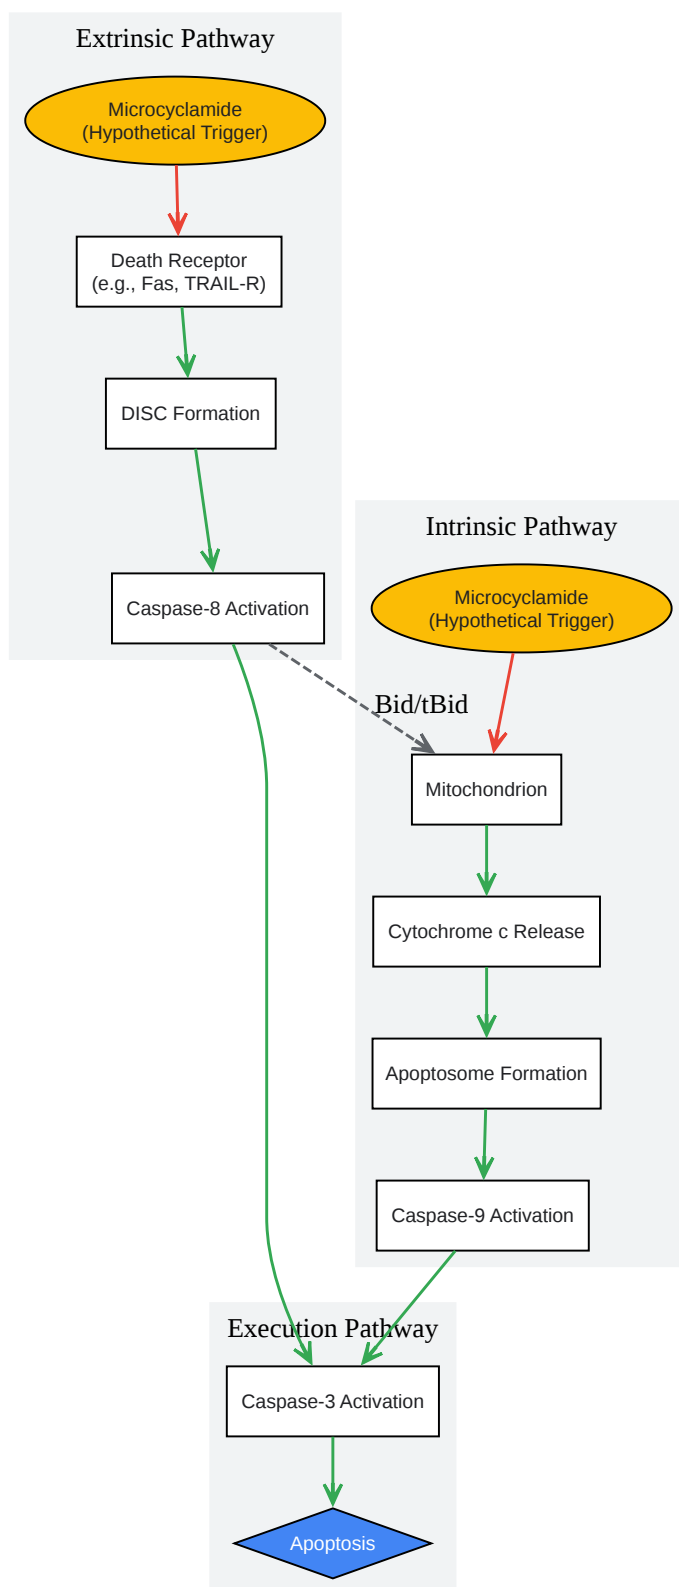 Extrinsic Pathway
Microcyclamide
(Hypothetical Trigger)
Death Receptor
(e.g., Fas, TRAIL-R)
DISC Formation
Caspase-8 Activation
Intrinsic Pathway
Microcyclamide
(Hypothetical Trigger)
Bid/tBid
Mitochondrion
Cytochrome c Release
Apoptosome Formation
Caspase-9 Activation
Execution Pathway
Caspase-3 Activation
Apoptosis